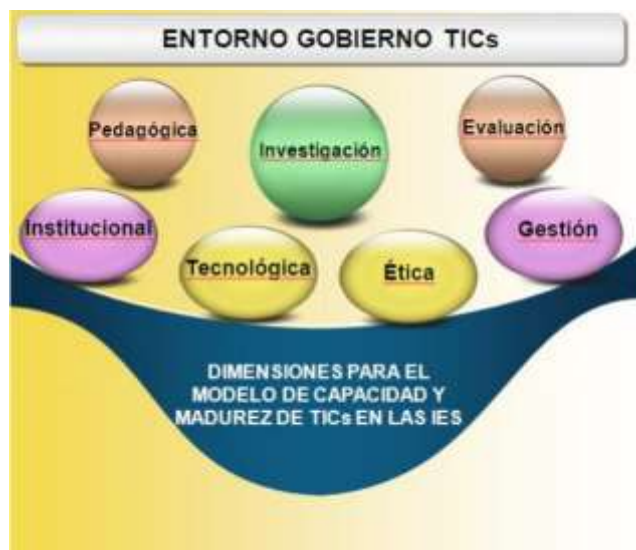 ENTORNO GOBIERNO TICs
Pedagógica
Investigación
Evaluación
Institucional
Tecnológica
Ética
Gestión
DIMENSIONES PARA EL
MODELO DE CAPACIDAD Y
MADUREZ DE TICs EN LAS IES